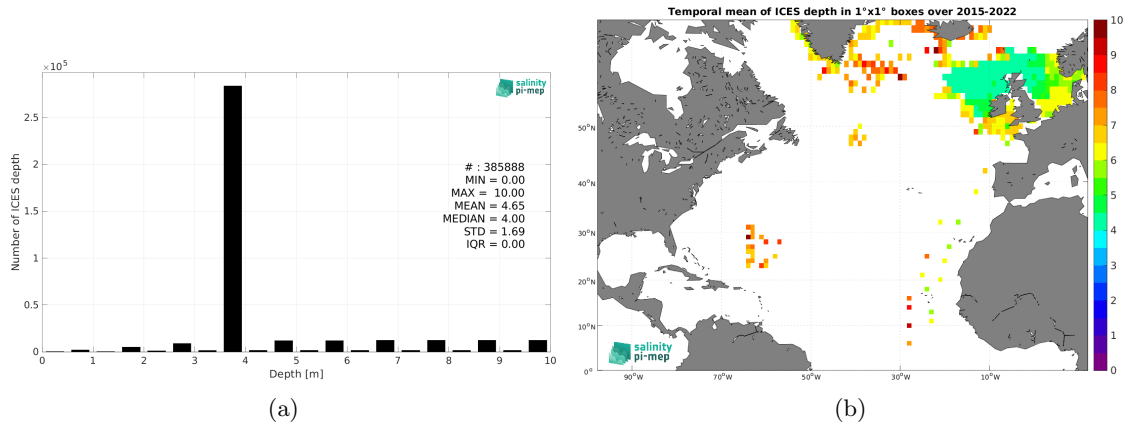 ×10⁵
2.5
2
1.5
1
0.5
0
Number of ICES depth
salinity
pi-mep
# : 385888
MIN = 0.00
MAX = 10.00
MEAN = 4.65
MEDIAN = 4.00
STD = 1.69
IQR = 0.00
0 1 2 3 4 5 6 7 8 9 10
Depth [m]
(a)
Temporal mean of ICES depth in 1°x1° boxes over 2015-2022
50°N
40°N
30°N
20°N
10°N
0°
90°W 70°W 50°W 30°W 10°W
salinity
pi-mep
10
9
8
7
6
5
4
3
2
1
0
(b)